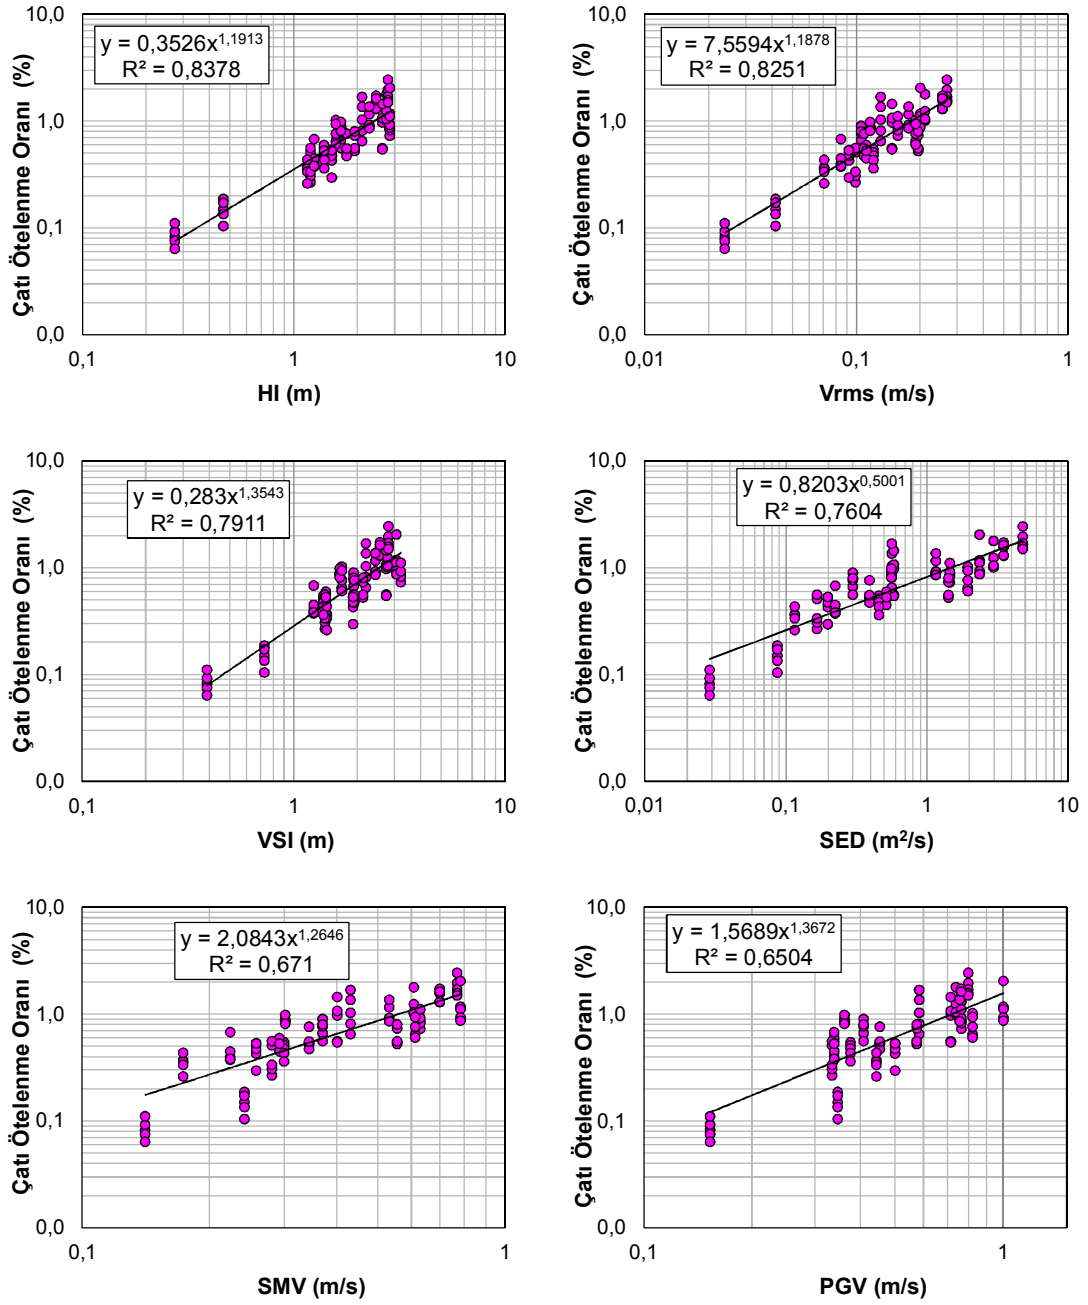 10,0
1,0
0,1
0,0
Çatı Ötelenme Oranı (%)
y = 0,3526x^1,1913
R² = 0,8378
0,1 1 10
HI (m)
10,0
1,0
0,1
0,0
Çatı Ötelenme Oranı (%)
y = 7,5594x^1,1878
R² = 0,8251
0,01 0,1 1
Vrms (m/s)
10,0
1,0
0,1
0,0
Çatı Ötelenme Oranı (%)
y = 0,283x^1,3543
R² = 0,7911
0,1 1 10
VSI (m)
10,0
1,0
0,1
0,0
Çatı Ötelenme Oranı (%)
y = 0,8203x^0,5001
R² = 0,7604
0,01 0,1 1 10
SED (m²/s)
10,0
1,0
0,1
0,0
Çatı Ötelenme Oranı (%)
y = 2,0843x^1,2646
R² = 0,671
0,1 1
SMV (m/s)
10,0
1,0
0,1
0,0
Çatı Ötelenme Oranı (%)
y = 1,5689x^1,3672
R² = 0,6504
0,1 1
PGV (m/s)